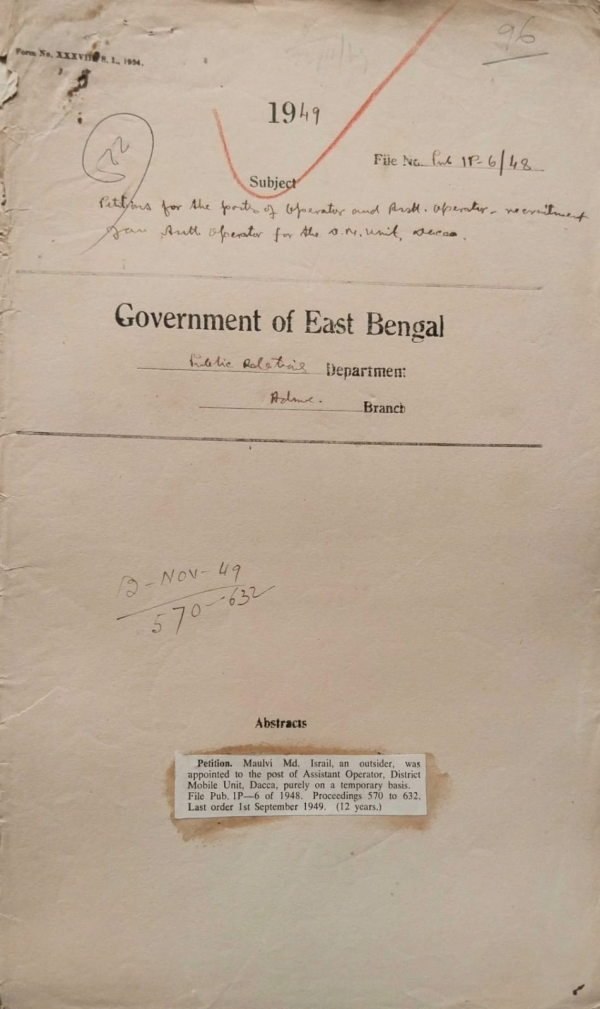 96
Form No. XXXVII S. I., 1934.
1949
22
File No. Pub 1P-6/48
Subject
Petitions for the posts of Operator and Asstt. Operator - recruitment
of an Asstt. Operator for the D.M. Unit, Dacca.
Government of East Bengal
Public Relations Department
Admn. Branch
B-Nov-49
570-632
Abstracts
Petition. Maulvi Md. Israil, an outsider, was
appointed to the post of Assistant Operator, District
Mobile Unit, Dacca, purely on a temporary basis.
File Pub. 1P—6 of 1948. Proceedings 570 to 632.
Last order 1st September 1949. (12 years.)